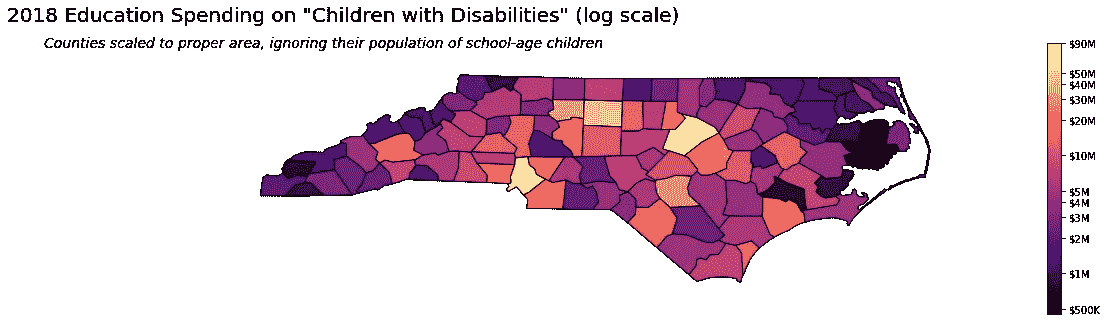 2018 Education Spending on "Children with Disabilities" (log scale)
Counties scaled to proper area, ignoring their population of school-age children
$90M
$50M
$40M
$30M
$20M
$10M
$5M
$4M
$3M
$2M
$1M
$500K